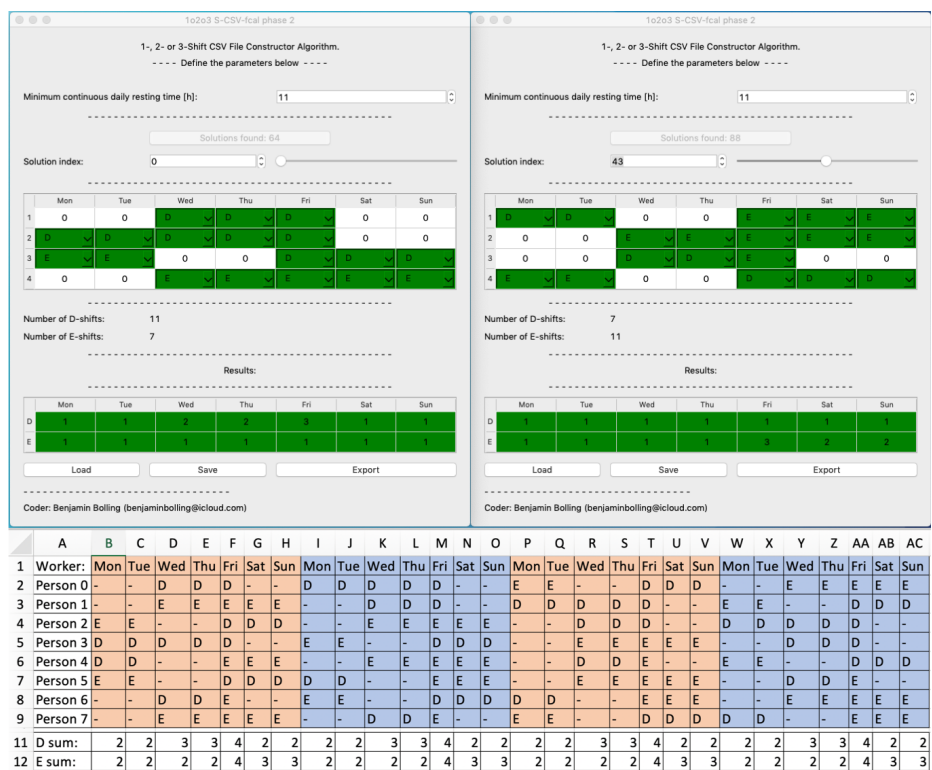 1o2o3 S-CSV-fcal phase 2
1-, 2- or 3-Shift CSV File Constructor Algorithm.
- - - - Define the parameters below - - - -
Minimum continuous daily resting time [h]: 11
Solutions found: 64
Solution index: 0
Mon Tue Wed Thu Fri Sat Sun
1 0 0 D D D 0 0
2 D D D D D 0 0
3 E E 0 0 D D D
4 0 0 E E E E E
Number of D-shifts: 11
Number of E-shifts: 7
Results:
Mon Tue Wed Thu Fri Sat Sun
D 1 1 2 2 3 1 1
E 1 1 1 1 1 1 1
Load Save Export
Coder: Benjamin Bolling (benjaminbolling@icloud.com)
1o2o3 S-CSV-fcal phase 2
1-, 2- or 3-Shift CSV File Constructor Algorithm.
- - - - Define the parameters below - - - -
Minimum continuous daily resting time [h]: 11
Solutions found: 88
Solution index: 43
Mon Tue Wed Thu Fri Sat Sun
1 D D 0 0 E E E
2 0 0 E E E E E
3 0 0 D D E 0 0
4 E E 0 0 D D D
Number of D-shifts: 7
Number of E-shifts: 11
Results:
Mon Tue Wed Thu Fri Sat Sun
D 1 1 1 1 1 1 1
E 1 1 1 1 3 2 2
Load Save Export
Coder: Benjamin Bolling (benjaminbolling@icloud.com)
A B C D E F G H I J K L M N O P Q R S T U V W X Y Z AA AB AC
1 Worker: Mon Tue Wed Thu Fri Sat Sun Mon Tue Wed Thu Fri Sat Sun Mon Tue Wed Thu Fri Sat Sun Mon Tue Wed Thu Fri Sat Sun
2 Person 0 - - D D D - - D D D D D - - E E - - D D D - - E E E E E
3 Person 1 - - E E E E E - - D D D - - D D D D D - - E E - - D D D
4 Person 2 E E - - D D D - - E E E E E - - D D D - - D D D D D - -
5 Person 3 D D D D D - - E E - - D D D - - E E E E E - - D D D - -
6 Person 4 D D - - E E E - - E E E E E - - D D E - - E E - - D D D
7 Person 5 E E - - D D D D D - - E E E - - E E E E E - - D D E - -
8 Person 6 - - D D E - - E E - - D D D D D - - E E E - - E E E E E
9 Person 7 - - E E E E E - - D D E - - E E - - D D D D D - - E E E
11 D sum: 2 2 3 3 4 2 2 2 2 3 3 4 2 2 2 2 3 3 4 2 2 2 2 3 3 4 2 2
12 E sum: 2 2 2 2 4 3 3 2 2 2 2 4 3 3 2 2 2 2 4 3 3 2 2 2 2 4 3 3